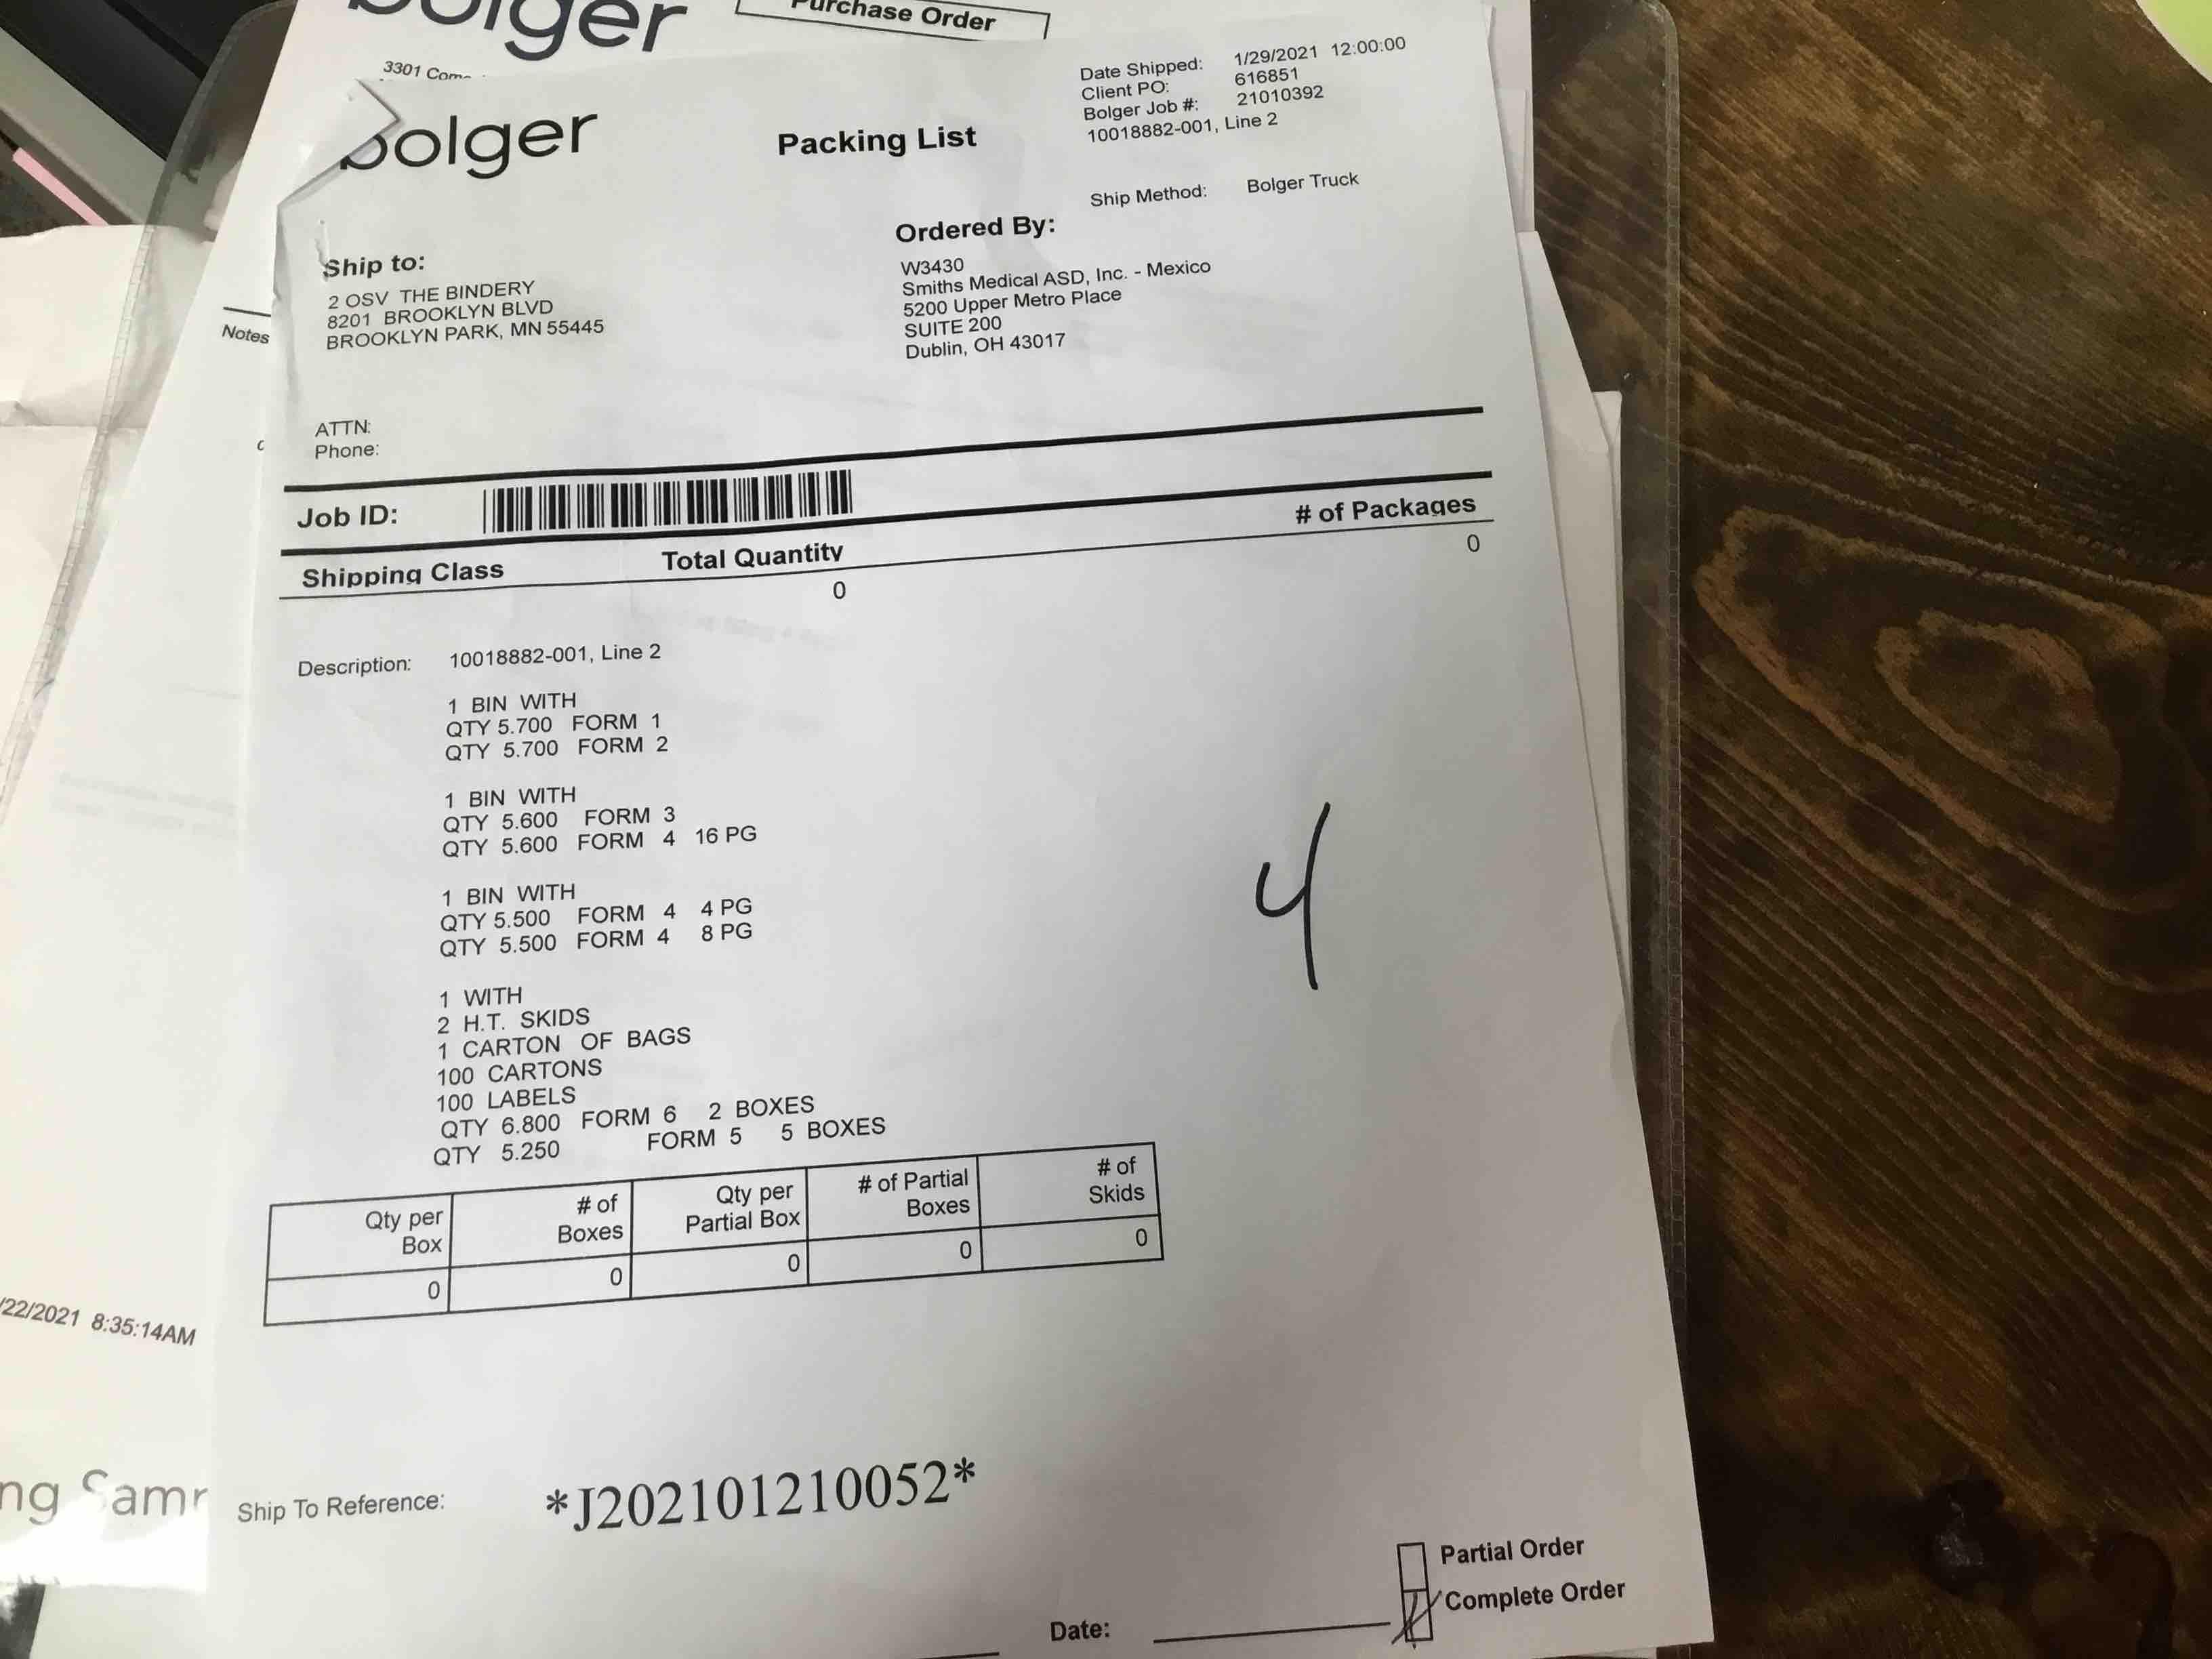 bolger
Purchase Order
3301
bolger
Packing List
Date Shipped: 1/29/2021 12:00:00
Client PO: 616851
Bolger Job #: 21010392
10018882-001, Line 2
Ship Method: Bolger Truck
Ship to:
2 OSV THE BINDERY
8201 BROOKLYN BLVD
BROOKLYN PARK, MN 55445
Ordered By:
W3430
Smiths Medical ASD, Inc. - Mexico
5200 Upper Metro Place
SUITE 200
Dublin, OH 43017
Notes
ATTN:
Phone:
Job ID:
Shipping Class Total Quantity # of Packages
0 0
Description: 10018882-001, Line 2
1 BIN WITH
QTY 5.700 FORM 1
QTY 5.700 FORM 2
1 BIN WITH
QTY 5.600 FORM 3
QTY 5.600 FORM 4 16 PG
1 BIN WITH
QTY 5.500 FORM 4 4 PG
QTY 5.500 FORM 4 8 PG
4
1 WITH
2 H.T. SKIDS
1 CARTON OF BAGS
100 CARTONS
100 LABELS
QTY 6.800 FORM 6 2 BOXES
QTY 5.250 FORM 5 5 BOXES
Qty per Box # of Boxes Qty per Partial Box # of Partial Boxes # of Skids
0 0 0 0 0
/22/2021 8:35:14AM
Ship To Reference: *J202101210052*
Partial Order
Complete Order
Date: